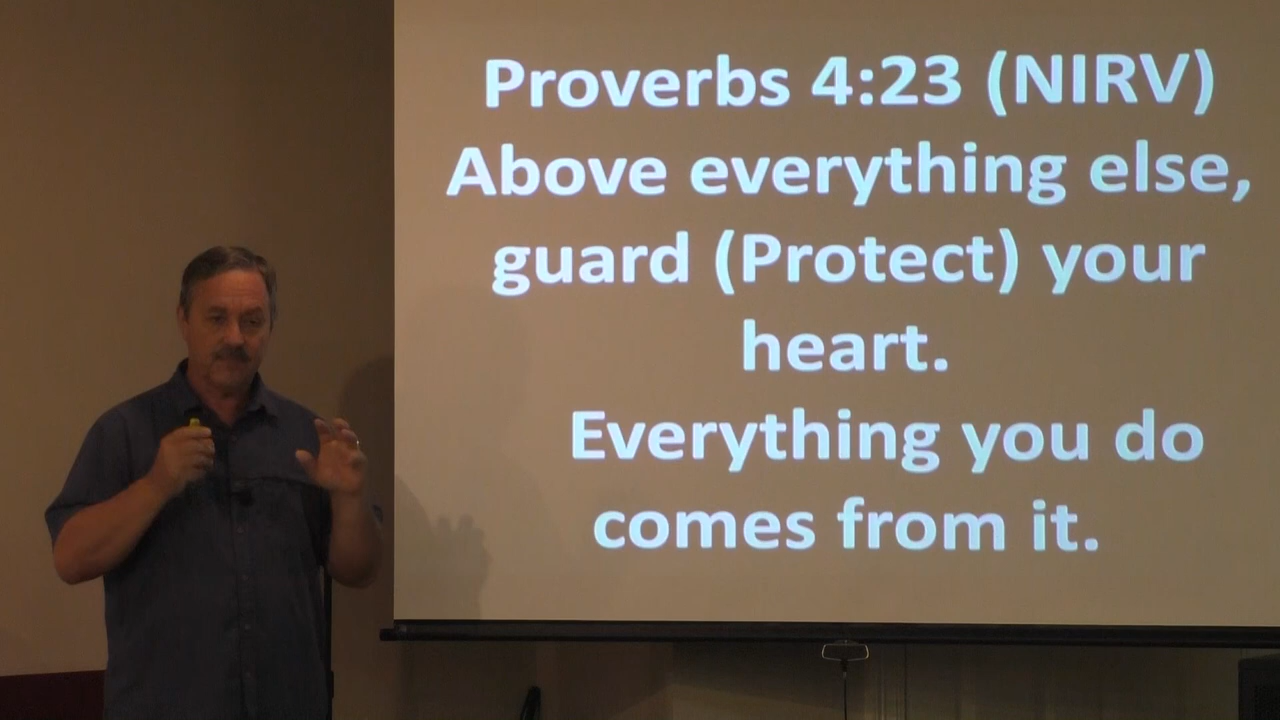 Proverbs 4:23 (NIRV)
Above everything else,
guard (Protect) your
heart.
Everything you do
comes from it.